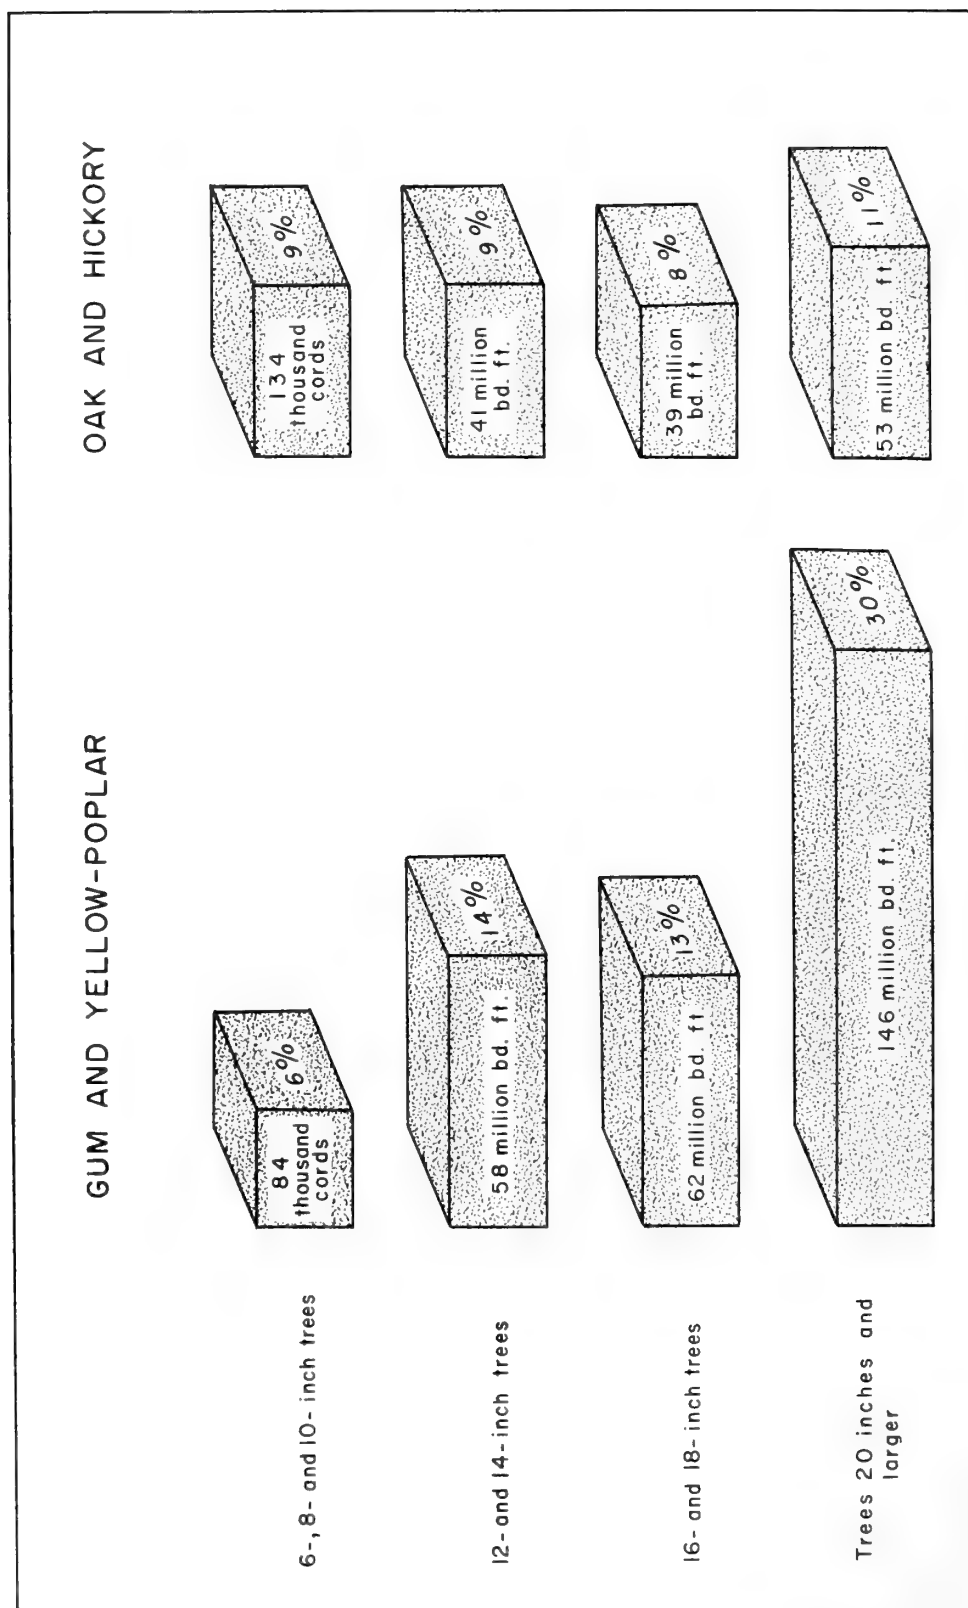 GUM AND YELLOW-POPLAR
OAK AND HICKORY
6-, 8- and 10- inch trees
84
thousand
cords
6%
134
thousand
cords
9%
12- and 14- inch trees
58 million bd. ft.
14%
41 million
bd. ft.
9%
16- and 18- inch trees
62 million bd. ft
13%
39 million
bd. ft.
8%
Trees 20 inches and
larger
146 million bd. ft.
30%
53 million bd. ft
11%